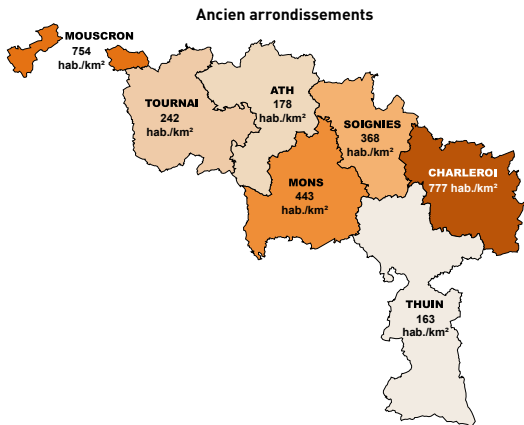 Ancien arrondissements
MOUSCRON
754
hab./km²
TOURNAI
242
hab./km²
ATH
178
hab./km²
SOIGNIES
368
hab./km²
CHARLEROI
777 hab./km²
MONS
443
hab./km²
THUIN
163
hab./km²